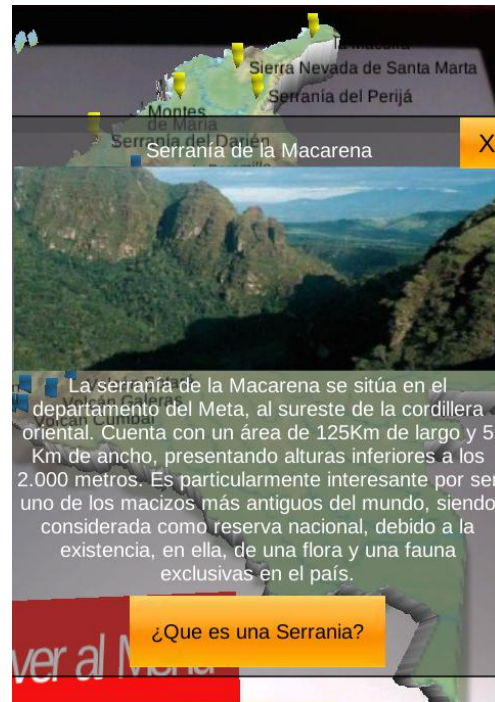 la Macuira
Sierra Nevada de Santa Marta
Serranía del Perijá
Montes
de María
Serranía del Darién
Serranía de la Macarena
X
La serranía de la Macarena se sitúa en el
departamento del Meta, al sureste de la cordillera
oriental. Cuenta con un área de 125Km de largo y 5
Km de ancho, presentando alturas inferiores a los
2.000 metros. Es particularmente interesante por ser
uno de los macizos más antiguos del mundo, siendo
considerada como reserva nacional, debido a la
existencia, en ella, de una flora y una fauna
exclusivas en el país.
Volcán Galeras
Volcán Cumbal
¿Que es una Serrania?
ver al Menú